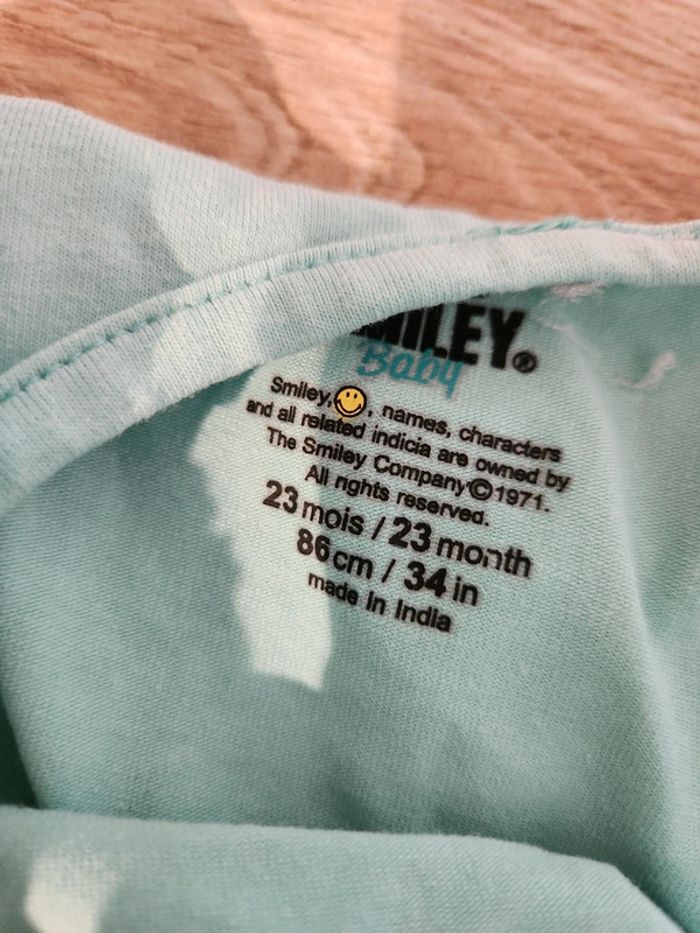 MILEY®
Baby
Smiley, , names, characters
and all related indicia are owned by
The Smiley Company©1971.
All rights reserved.
23 mois / 23 month
86 cm / 34 in
made in India